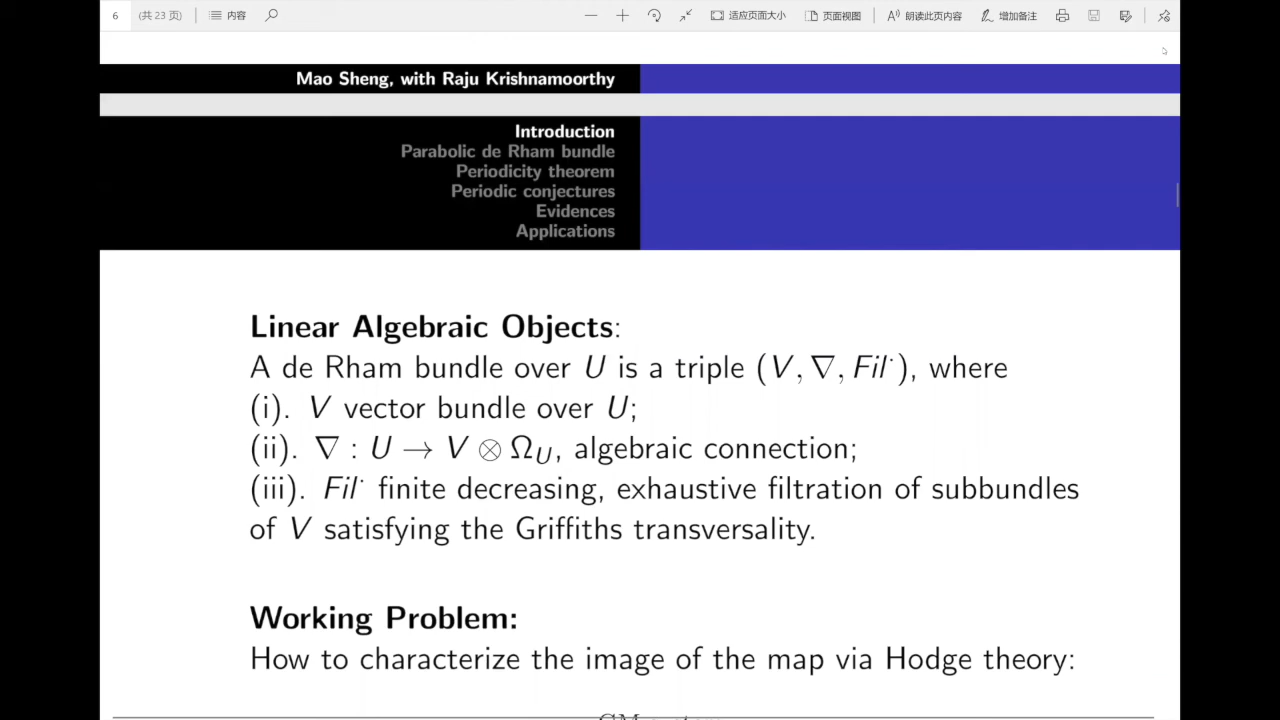 6 (共 23 页) 内容 适应页面大小 页面视图 朗读此页内容 增加备注
Mao Sheng, with Raju Krishnamoorthy
Introduction
Parabolic de Rham bundle
Periodicity theorem
Periodic conjectures
Evidences
Applications
Linear Algebraic Objects:
A de Rham bundle over U is a triple (V, ∇, Fil˙), where
(i). V vector bundle over U;
(ii). ∇ : U → V ⊗ Ω_U, algebraic connection;
(iii). Fil˙ finite decreasing, exhaustive filtration of subbundles
of V satisfying the Griffiths transversality.
Working Problem:
How to characterize the image of the map via Hodge theory: